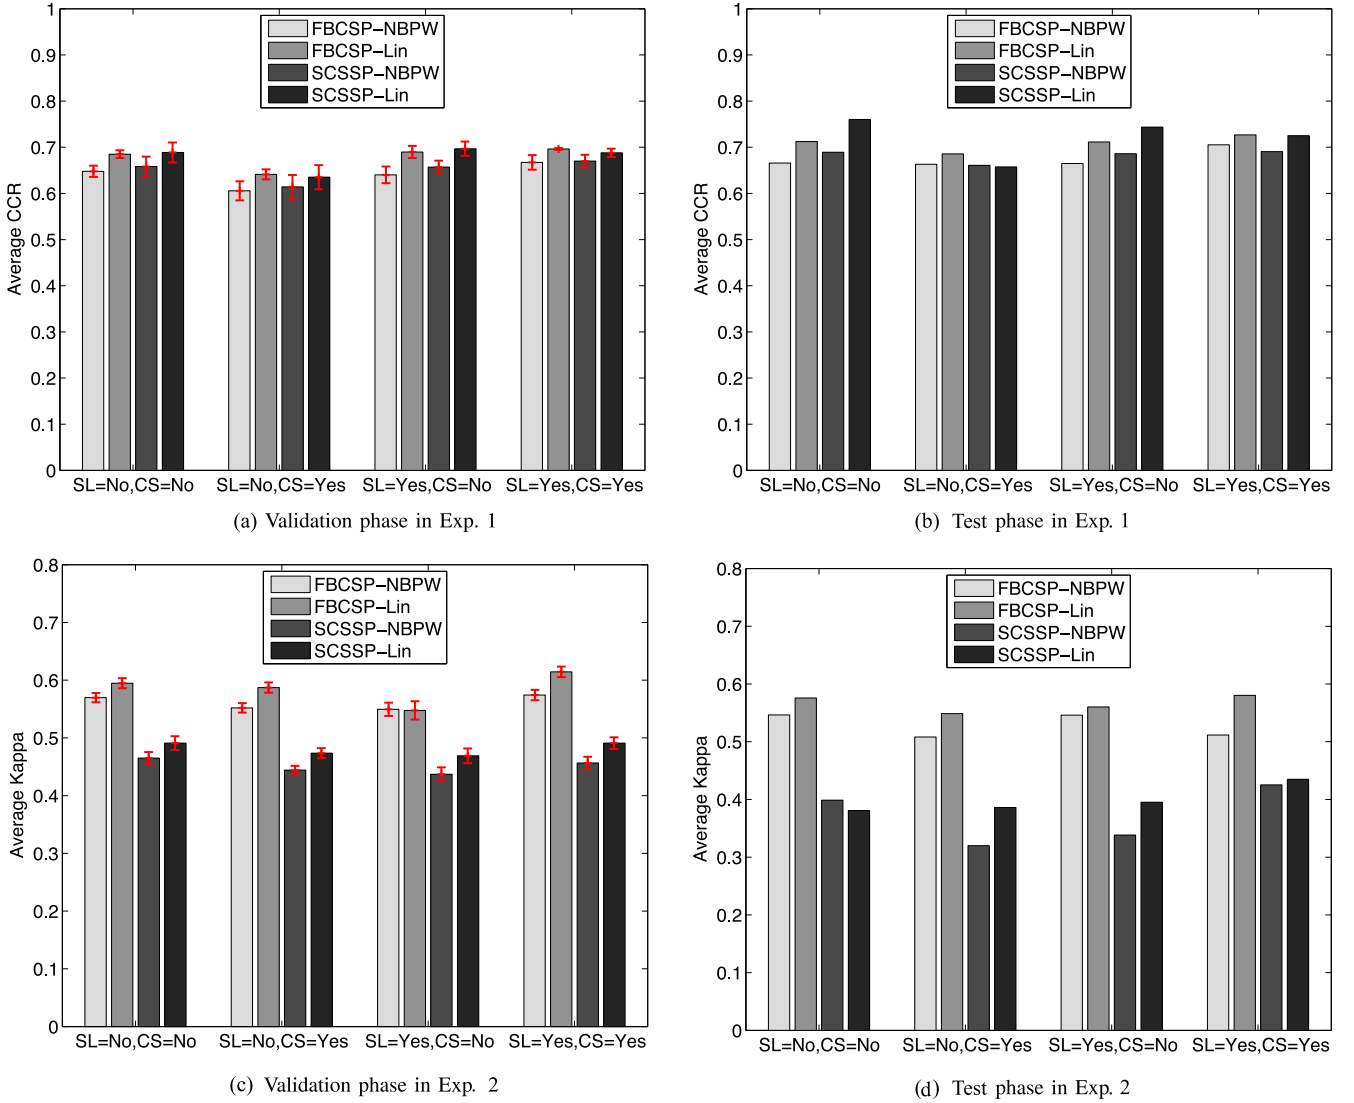 1
0.9
0.8
0.7
0.6
0.5
0.4
0.3
0.2
0.1
0
Average CCR
FBCSP−NBPW
FBCSP−Lin
SCSSP−NBPW
SCSSP−Lin
SL=No,CS=No
SL=No,CS=Yes
SL=Yes,CS=No
SL=Yes,CS=Yes
(a) Validation phase in Exp. 1
1
0.9
0.8
0.7
0.6
0.5
0.4
0.3
0.2
0.1
0
Average CCR
FBCSP−NBPW
FBCSP−Lin
SCSSP−NBPW
SCSSP−Lin
SL=No,CS=No
SL=No,CS=Yes
SL=Yes,CS=No
SL=Yes,CS=Yes
(b) Test phase in Exp. 1
0.8
0.7
0.6
0.5
0.4
0.3
0.2
0.1
0
Average Kappa
FBCSP−NBPW
FBCSP−Lin
SCSSP−NBPW
SCSSP−Lin
SL=No,CS=No
SL=No,CS=Yes
SL=Yes,CS=No
SL=Yes,CS=Yes
(c) Validation phase in Exp. 2
0.8
0.7
0.6
0.5
0.4
0.3
0.2
0.1
0
Average Kappa
FBCSP−NBPW
FBCSP−Lin
SCSSP−NBPW
SCSSP−Lin
SL=No,CS=No
SL=No,CS=Yes
SL=Yes,CS=No
SL=Yes,CS=Yes
(d) Test phase in Exp. 2